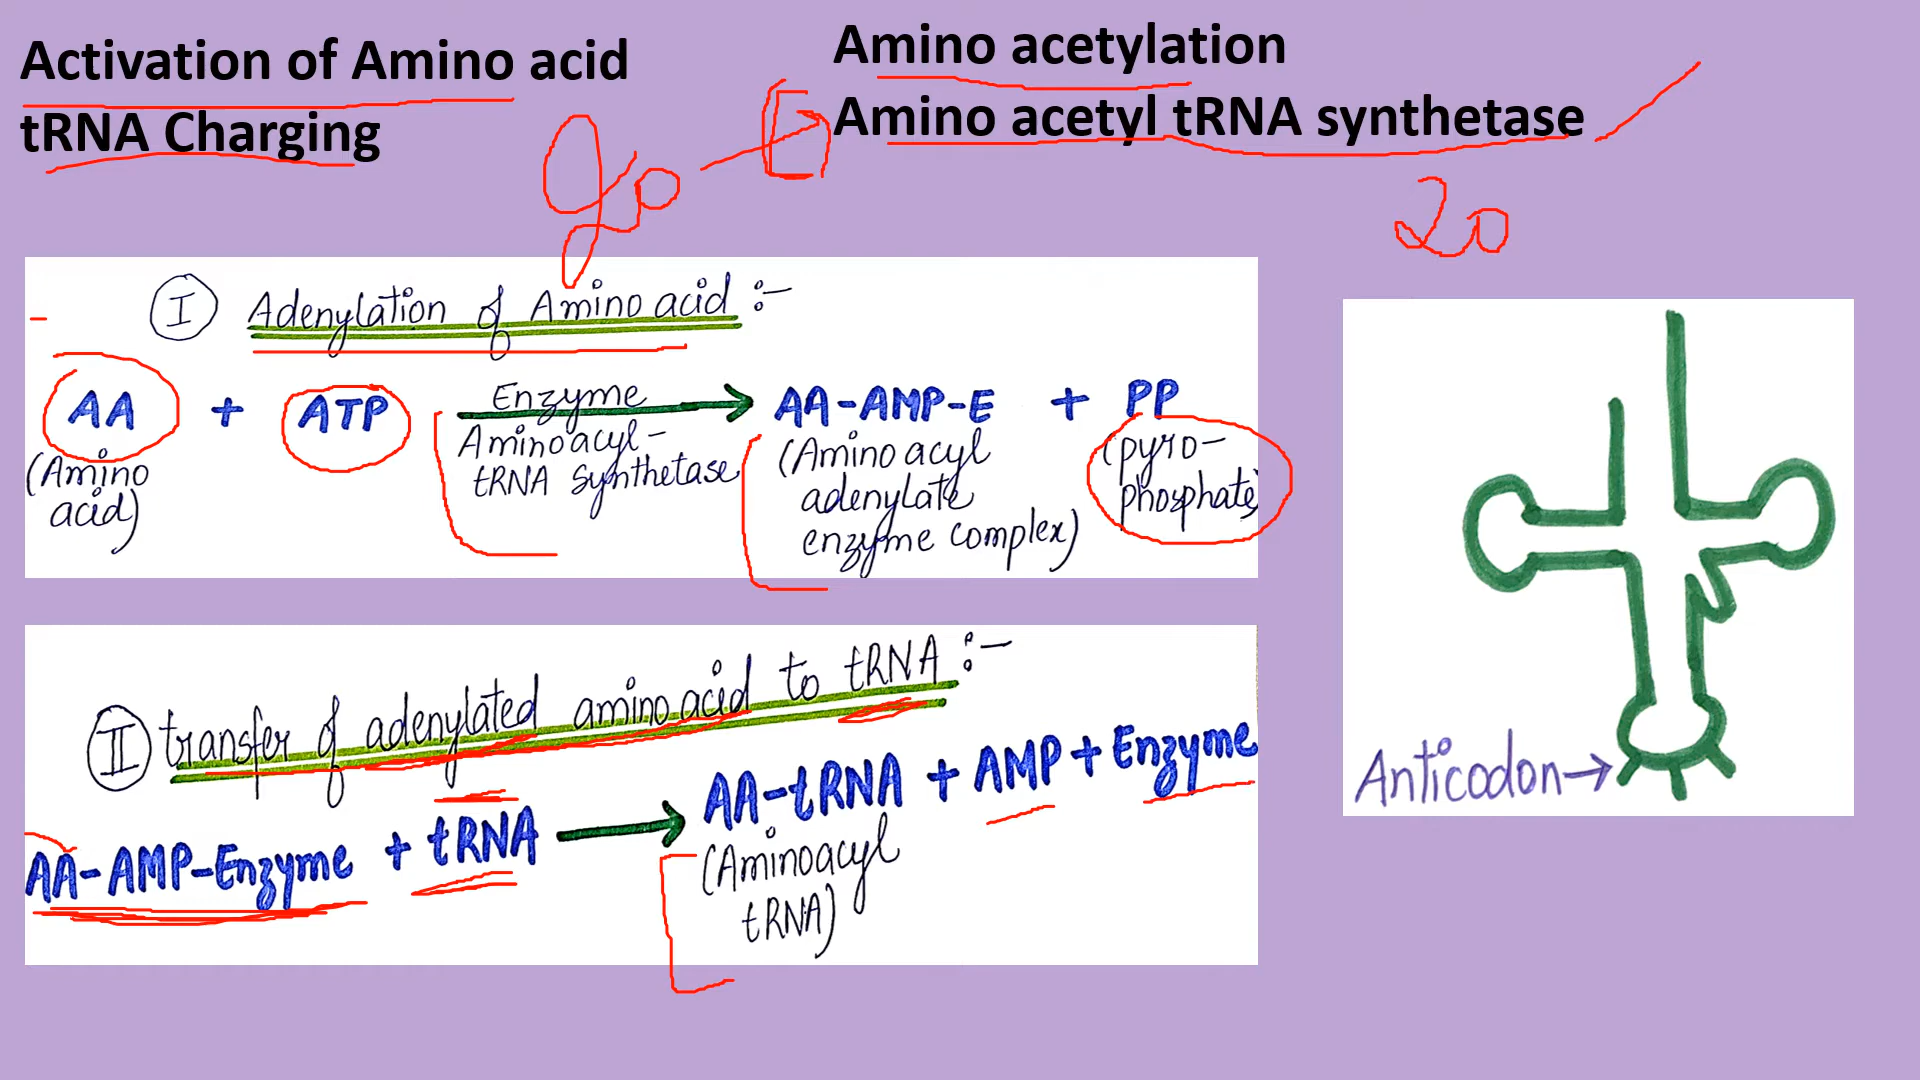 Activation of Amino acid
tRNA Charging
Amino acetylation
Amino acetyl tRNA synthetase
20
20
I Adenylation of Amino acid :-
AA + ATP Enzyme AA-AMP-E + PP
(Amino acid)
Aminoacyl-
tRNA synthetase
(Amino acyl
adenylate
enzyme complex)
(pyro-
phosphate)
II transfer of adenylated amino acid to tRNA :-
AA-AMP-Enzyme + tRNA → AA-tRNA + AMP + Enzyme
(Aminoacyl
tRNA)
Anticodon→